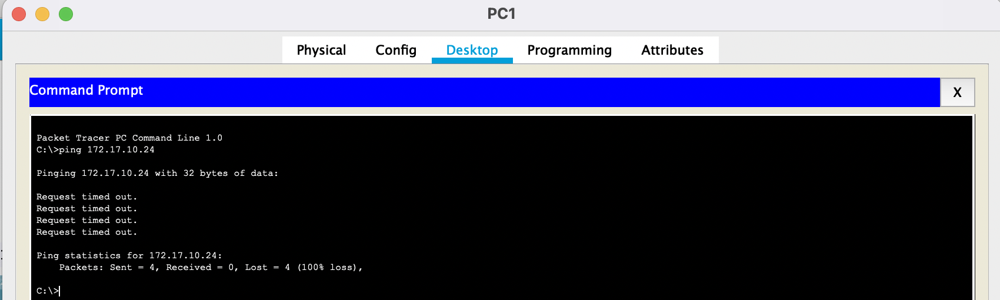 PC1
Physical Config Desktop Programming Attributes
Command Prompt
X
Packet Tracer PC Command Line 1.0
C:\>ping 172.17.10.24
Pinging 172.17.10.24 with 32 bytes of data:
Request timed out.
Request timed out.
Request timed out.
Request timed out.
Ping statistics for 172.17.10.24:
Packets: Sent = 4, Received = 0, Lost = 4 (100% loss),
C:\>